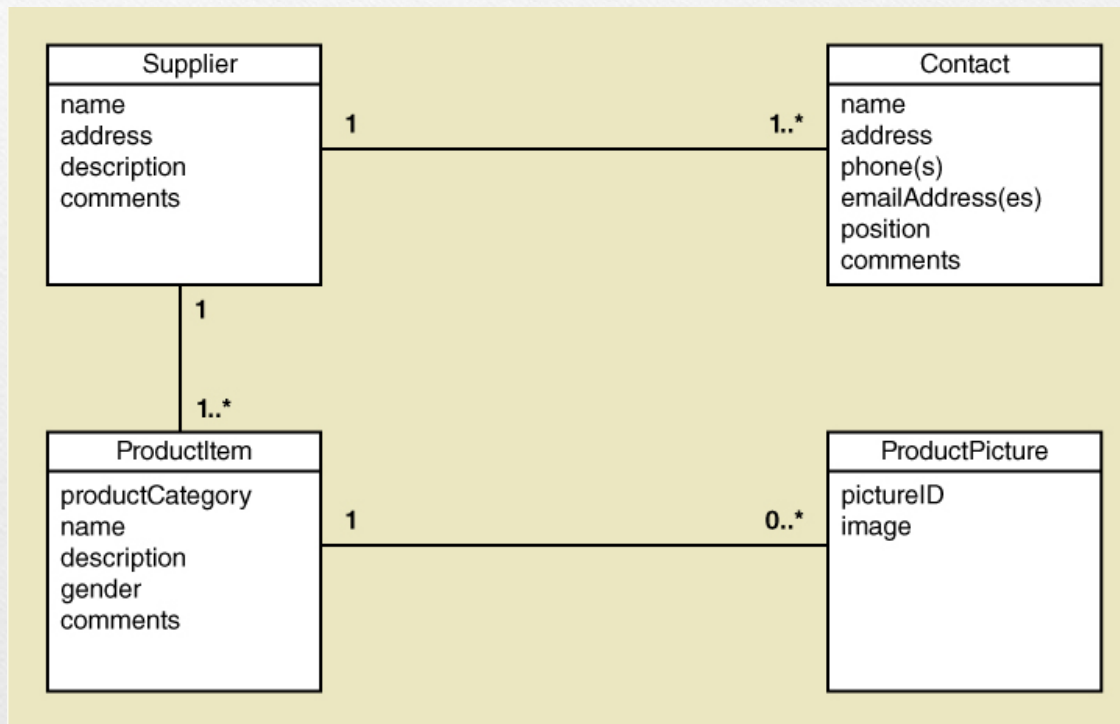 Supplier
name
address
description
comments
1
1..*
Contact
name
address
phone(s)
emailAddress(es)
position
comments
1
1..*
ProductItem
productCategory
name
description
gender
comments
1
0..*
ProductPicture
pictureID
image